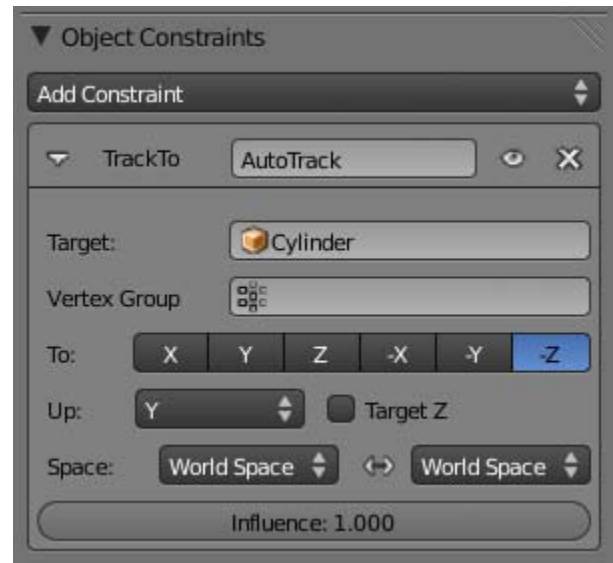 Object Constraints
Add Constraint
TrackTo AutoTrack
Target: Cylinder
Vertex Group
To: X Y Z -X -Y -Z
Up: Y Target Z
Space: World Space World Space
Influence: 1.000